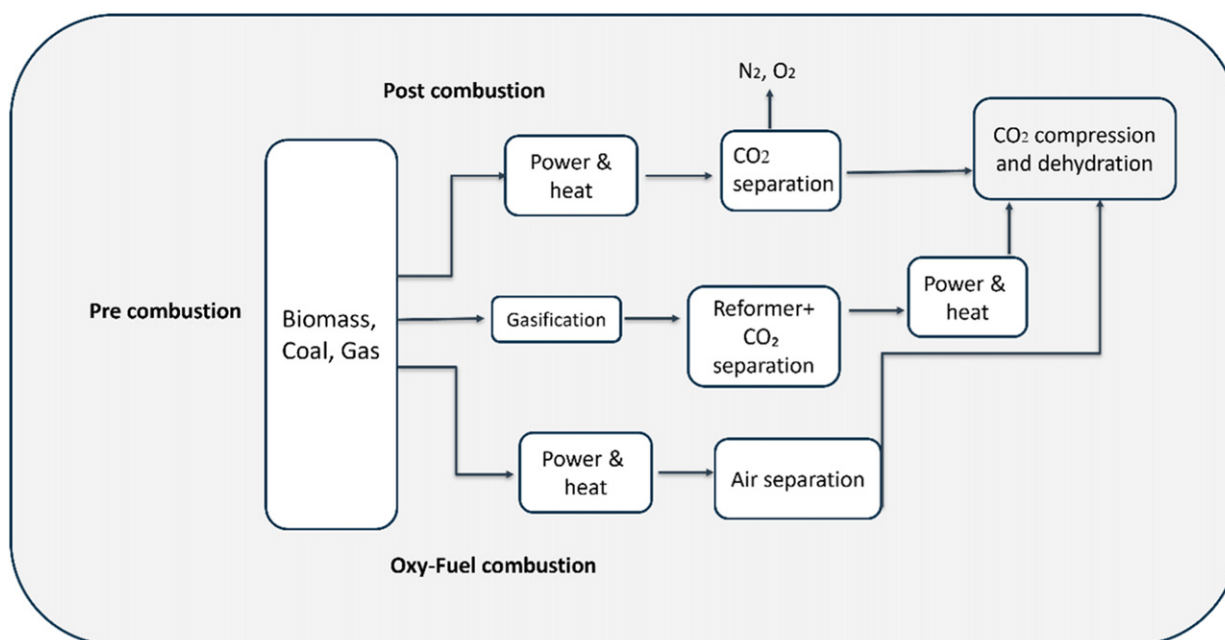 N₂, O₂
Post combustion
CO₂ compression
and dehydration
Power &
heat
CO₂
separation
Pre combustion
Biomass,
Coal, Gas
Gasification
Reformer+
CO₂
separation
Power &
heat
Power &
heat
Air separation
Oxy-Fuel combustion